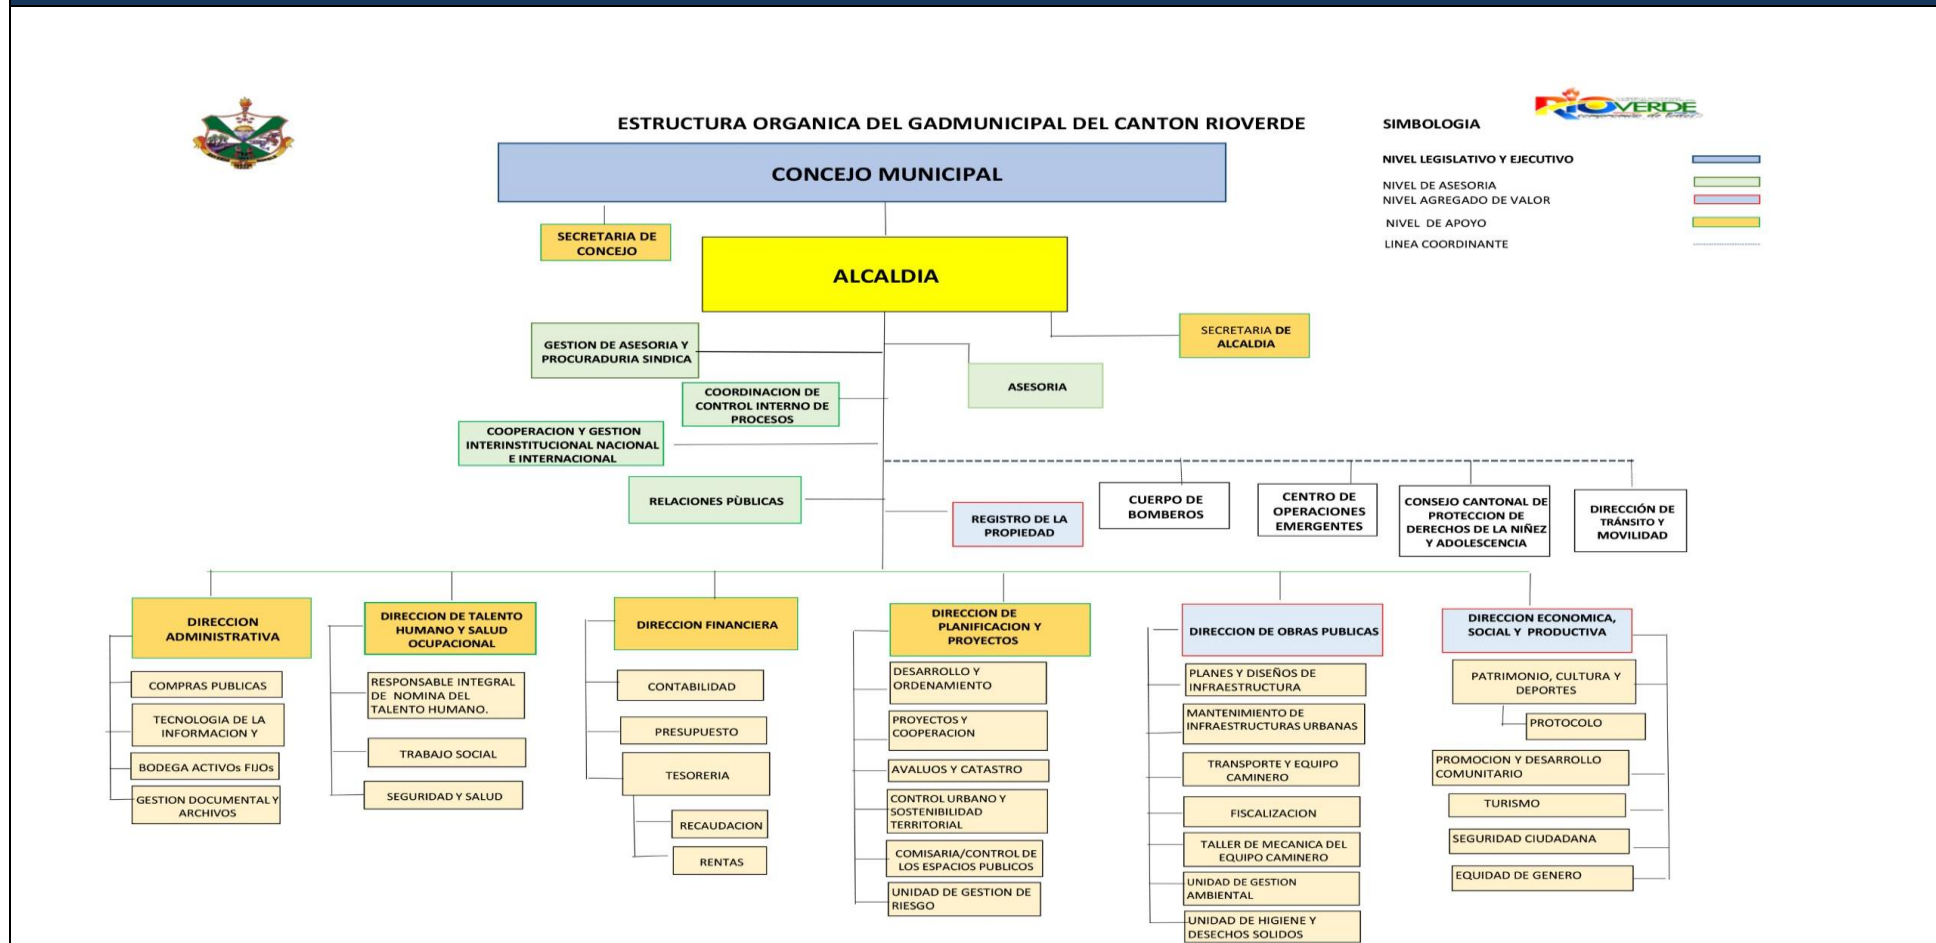 ESTRUCTURA ORGANICA DEL GADMUNICIPAL DEL CANTON RIOVERDE
RIOVERDE
SIMBOLOGIA
NIVEL LEGISLATIVO Y EJECUTIVO
NIVEL DE ASESORIA
NIVEL AGREGADO DE VALOR
NIVEL DE APOYO
LINEA COORDINANTE
CONCEJO MUNICIPAL
SECRETARIA DE
CONCEJO
ALCALDIA
SECRETARIA DE
ALCALDIA
GESTION DE ASESORIA Y
PROCURADURIA SINDICA
ASESORIA
COORDINACION DE
CONTROL INTERNO DE
PROCESOS
COOPERACION Y GESTION
INTERINSTITUCIONAL NACIONAL
E INTERNACIONAL
RELACIONES PÙBLICAS
REGISTRO DE LA
PROPIEDAD
CUERPO DE
BOMBEROS
CENTRO DE
OPERACIONES
EMERGENTES
CONSEJO CANTONAL DE
PROTECCION DE
DERECHOS DE LA NIÑEZ
Y ADOLESCENCIA
DIRECCIÓN DE
TRÁNSITO Y
MOVILIDAD
DIRECCION
ADMINISTRATIVA
COMPRAS PUBLICAS
TECNOLOGIA DE LA
INFORMACION Y
BODEGA ACTIVOs FIJOs
GESTION DOCUMENTAL Y
ARCHIVOS
DIRECCION DE TALENTO
HUMANO Y SALUD
OCUPACIONAL
RESPONSABLE INTEGRAL
DE NOMINA DEL
TALENTO HUMANO.
TRABAJO SOCIAL
SEGURIDAD Y SALUD
DIRECCION FINANCIERA
CONTABILIDAD
PRESUPUESTO
TESORERIA
RECAUDACION
RENTAS
DIRECCION DE
PLANIFICACION Y
PROYECTOS
DESARROLLO Y
ORDENAMIENTO
PROYECTOS Y
COOPERACION
AVALUOS Y CATASTRO
CONTROL URBANO Y
SOSTENIBILIDAD
TERRITORIAL
COMISARIA/CONTROL DE
LOS ESPACIOS PUBLICOS
UNIDAD DE GESTION DE
RIESGO
DIRECCION DE OBRAS PUBLICAS
PLANES Y DISEÑOS DE
INFRAESTRUCTURA
MANTENIMIENTO DE
INFRAESTRUCTURAS URBANAS
TRANSPORTE Y EQUIPO
CAMINERO
FISCALIZACION
TALLER DE MECANICA DEL
EQUIPO CAMINERO
UNIDAD DE GESTION
AMBIENTAL
UNIDAD DE HIGIENE Y
DESECHOS SOLIDOS
DIRECCION ECONOMICA,
SOCIAL Y PRODUCTIVA
PATRIMONIO, CULTURA Y
DEPORTES
PROTOCOLO
PROMOCION Y DESARROLLO
COMUNITARIO
TURISMO
SEGURIDAD CIUDADANA
EQUIDAD DE GENERO